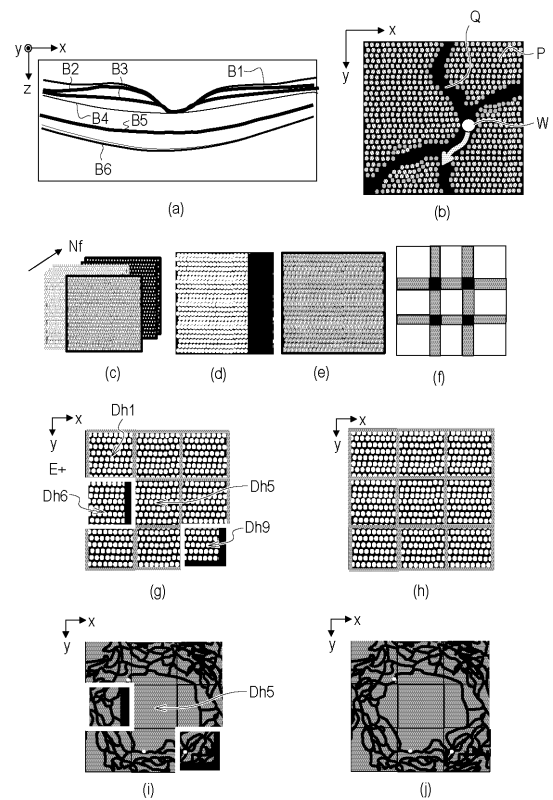 y x
z
B2 B3 B1
B4 B5
B6
(a)
x
y
Q P
W
(b)
Nf
(c)
(d)
(e)
(f)
x
y
Dh1
E+
Dh5
Dh6
Dh9
(g)
x
y
(h)
x
y
Dh5
(i)
x
y
(j)